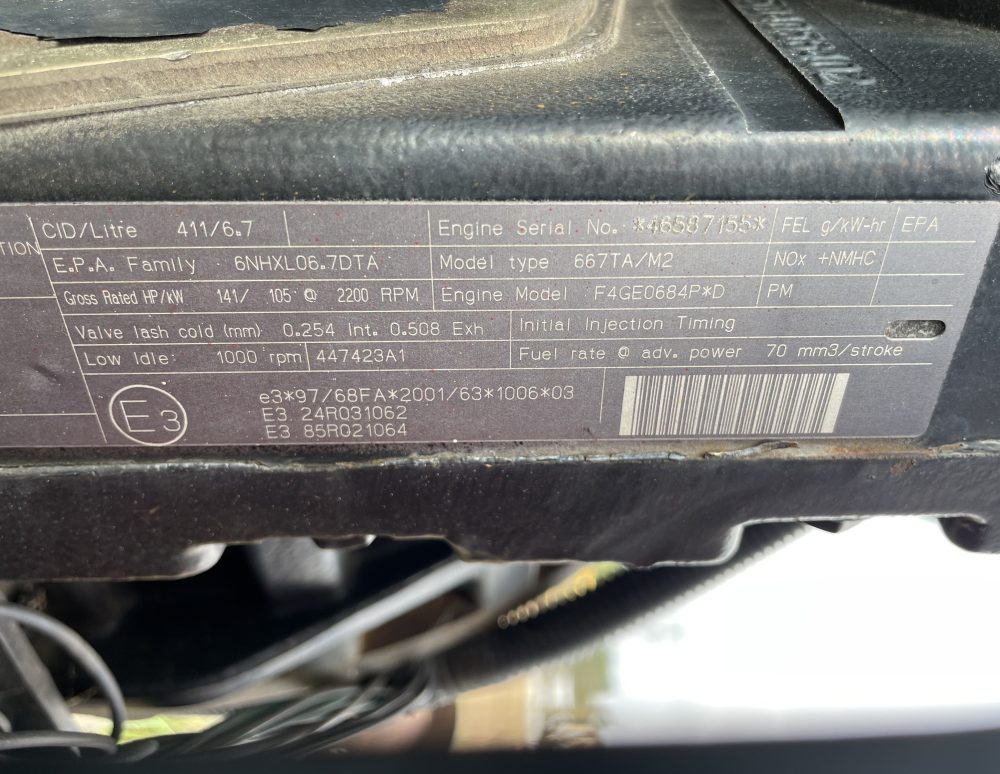 TION
CID/Litre 411/6.7
Engine Serial No. *46587155*
FEL g/kW-hr
EPA
E.P.A. Family 6NHXL06.7DTA
Model type 667TA/M2
NOx +NMHC
Gross Rated HP/kW 141/ 105 @ 2200 RPM
Engine Model F4GE0684P*D
PM
Valve lash cold (mm) 0.254 Int. 0.508 Exh
Initial Injection Timing
Low Idle: 1000 rpm
447423A1
Fuel rate @ adv. power 70 mm3/stroke
E3
e3*97/68FA*2001/63*1006*03
E3 24R031062
E3 85R021064